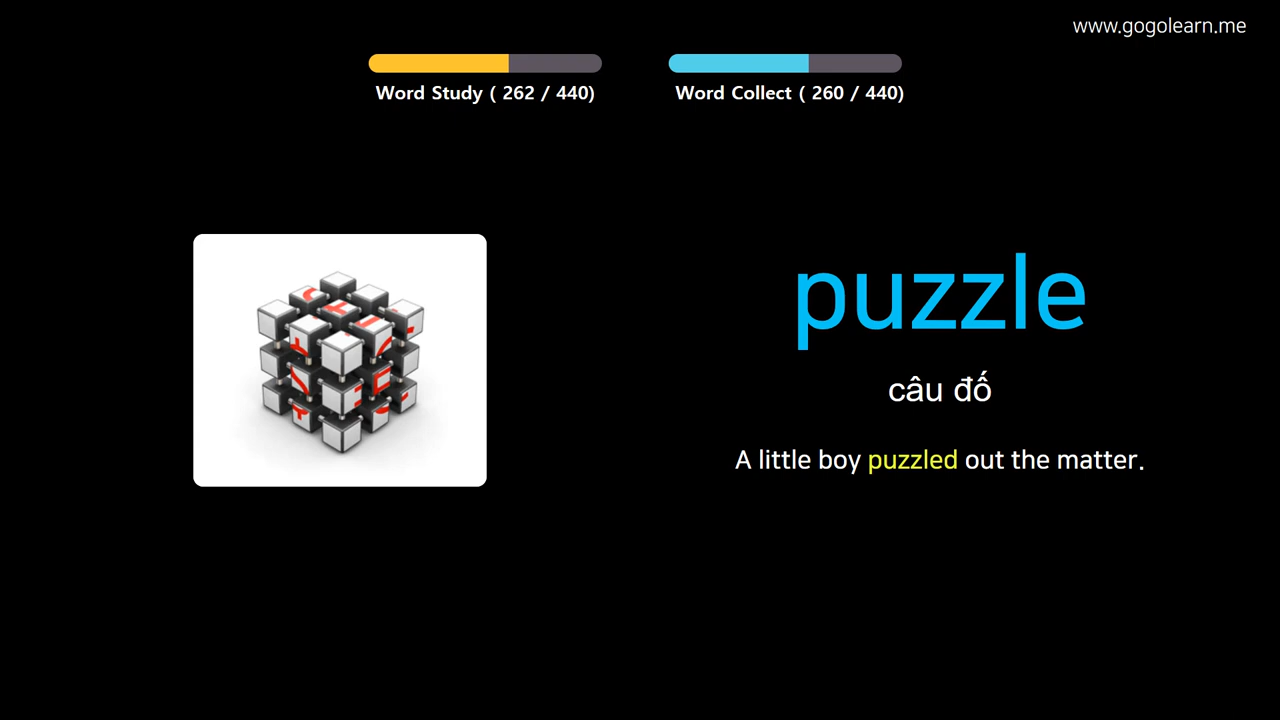 www.gogolearn.me
Word Study ( 262 / 440)
Word Collect ( 260 / 440)
puzzle
câu đố
A little boy puzzled out the matter.